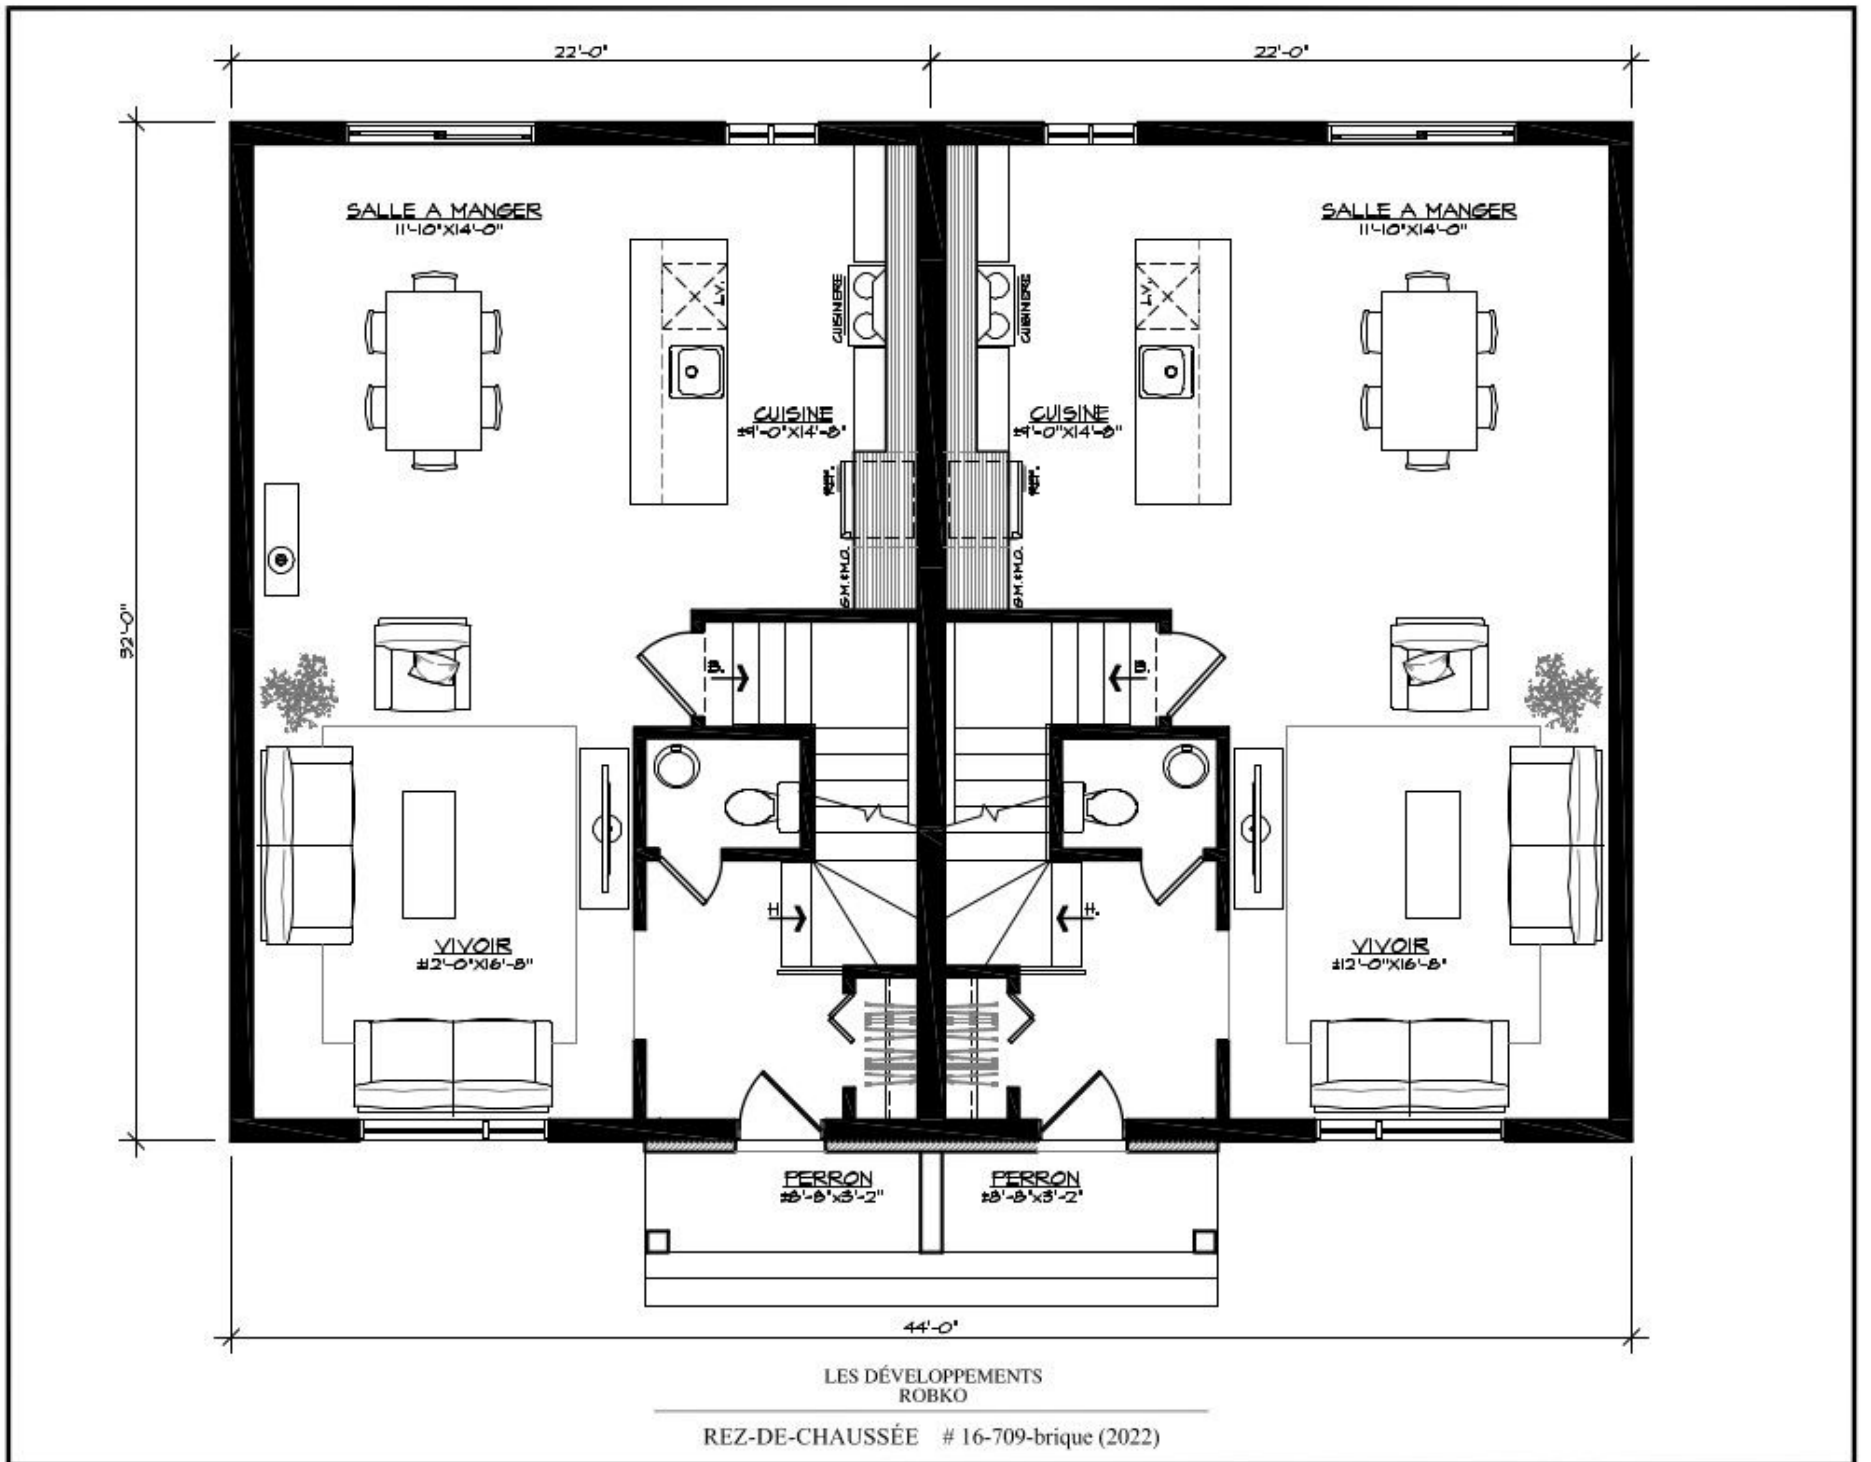 22'-0" 22'-0"
SALLE A MANGER SALLE A MANGER
11'-10"X14'-0" 11'-10"X14'-0"
L.V. CUISINIERE CUISINIERE L.V.
CUISINE CUISINE
±9'-0"X14'-8" ±9'-0"X14'-8"
REF. REF.
G.M.&M.O. G.M.&M.O.
32'-0"
B. B.
H. H.
VIVOIR VIVOIR
±12'-0"X16'-8" ±12'-0"X16'-8"
PERRON PERRON
±8'-8"x3'-2" ±8'-8"x3'-2"
44'-0"
LES DÉVELOPPEMENTS
ROBKO
REZ-DE-CHAUSSÉE # 16-709-brique (2022)